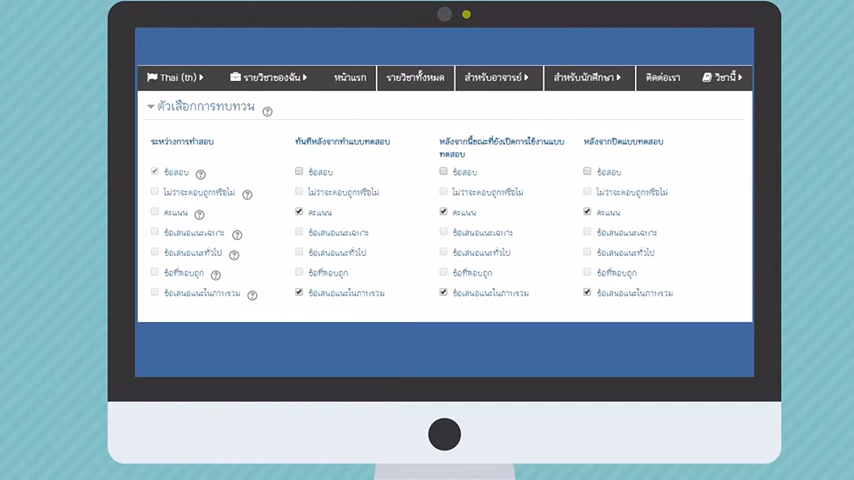 Thai (th) รายวิชาของฉัน หน้าแรก รายวิชาทั้งหมด สำหรับอาจารย์ สำหรับนักศึกษา ติดต่อเรา วิชานี้
ตัวเลือกการทบทวน
ระหว่างการทำสอบ ทันทีหลังจากทำแบบทดสอบ หลังจากนี้ขณะที่ยังเปิดการใช้งานแบบ หลังจากปิดแบบทดสอบ
ทดสอบ
ข้อสอบ ข้อสอบ ข้อสอบ ข้อสอบ
ไม่ว่าจะตอบถูกหรือไม่ ไม่ว่าจะตอบถูกหรือไม่ ไม่ว่าจะตอบถูกหรือไม่ ไม่ว่าจะตอบถูกหรือไม่
คะแนน คะแนน คะแนน คะแนน
ข้อเสนอแนะเฉพาะ ข้อเสนอแนะเฉพาะ ข้อเสนอแนะเฉพาะ ข้อเสนอแนะเฉพาะ
ข้อเสนอแนะทั่วไป ข้อเสนอแนะทั่วไป ข้อเสนอแนะทั่วไป ข้อเสนอแนะทั่วไป
ข้อที่ตอบถูก ข้อที่ตอบถูก ข้อที่ตอบถูก ข้อที่ตอบถูก
ข้อเสนอแนะในภาพรวม ข้อเสนอแนะในภาพรวม ข้อเสนอแนะในภาพรวม ข้อเสนอแนะในภาพรวม